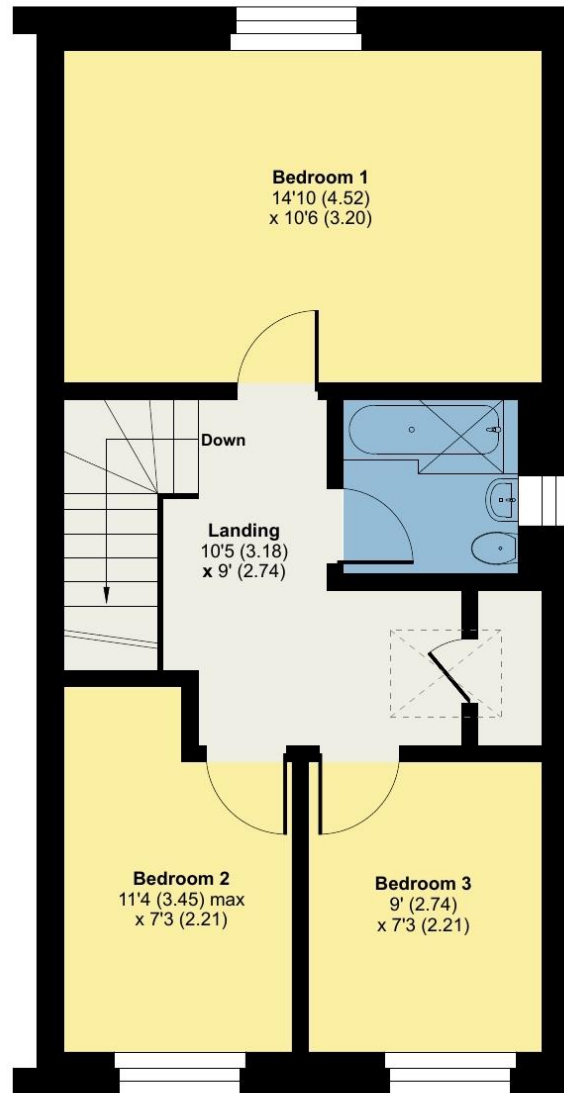 Bedroom 1
14'10 (4.52)
x 10'6 (3.20)
Down
Landing
10'5 (3.18)
x 9' (2.74)
Bedroom 2
11'4 (3.45) max
x 7'3 (2.21)
Bedroom 3
9' (2.74)
x 7'3 (2.21)